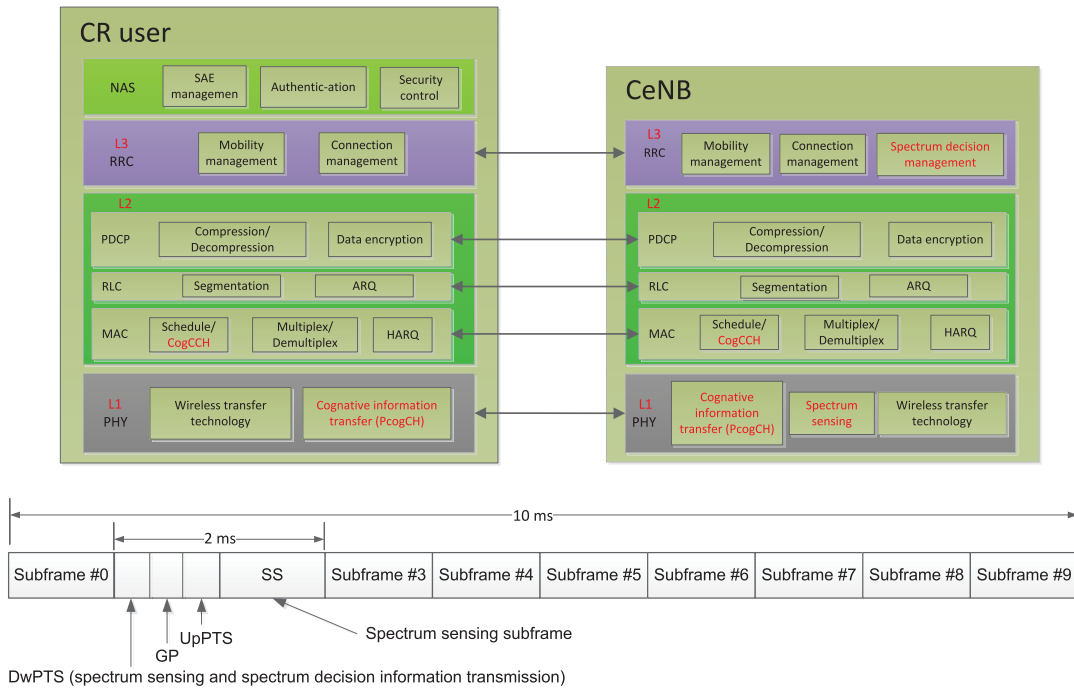 CR user
NAS
SAE
managemen
Authentic-ation
Security
control
L3
RRC
Mobility
management
Connection
management
L2
PDCP
Compression/
Decompression
Data encryption
RLC
Segmentation
ARQ
MAC
Schedule/
CogCCH
Multiplex/
Demultiplex
HARQ
L1
PHY
Wireless transfer
technology
Cognative information
transfer (PcogCH)
CeNB
L3
RRC
Mobility
management
Connection
management
Spectrum decision
management
L2
PDCP
Compression/
Decompression
Data encryption
RLC
Segmentation
ARQ
MAC
Schedule/
CogCCH
Multiplex/
Demultiplex
HARQ
L1
PHY
Cognative
information
transfer (PcogCH)
Spectrum
sensing
Wireless transfer
technology
10 ms
2 ms
Subframe #0
SS
Subframe #3
Subframe #4
Subframe #5
Subframe #6
Subframe #7
Subframe #8
Subframe #9
UpPTS
Spectrum sensing subframe
GP
DwPTS (spectrum sensing and spectrum decision information transmission)